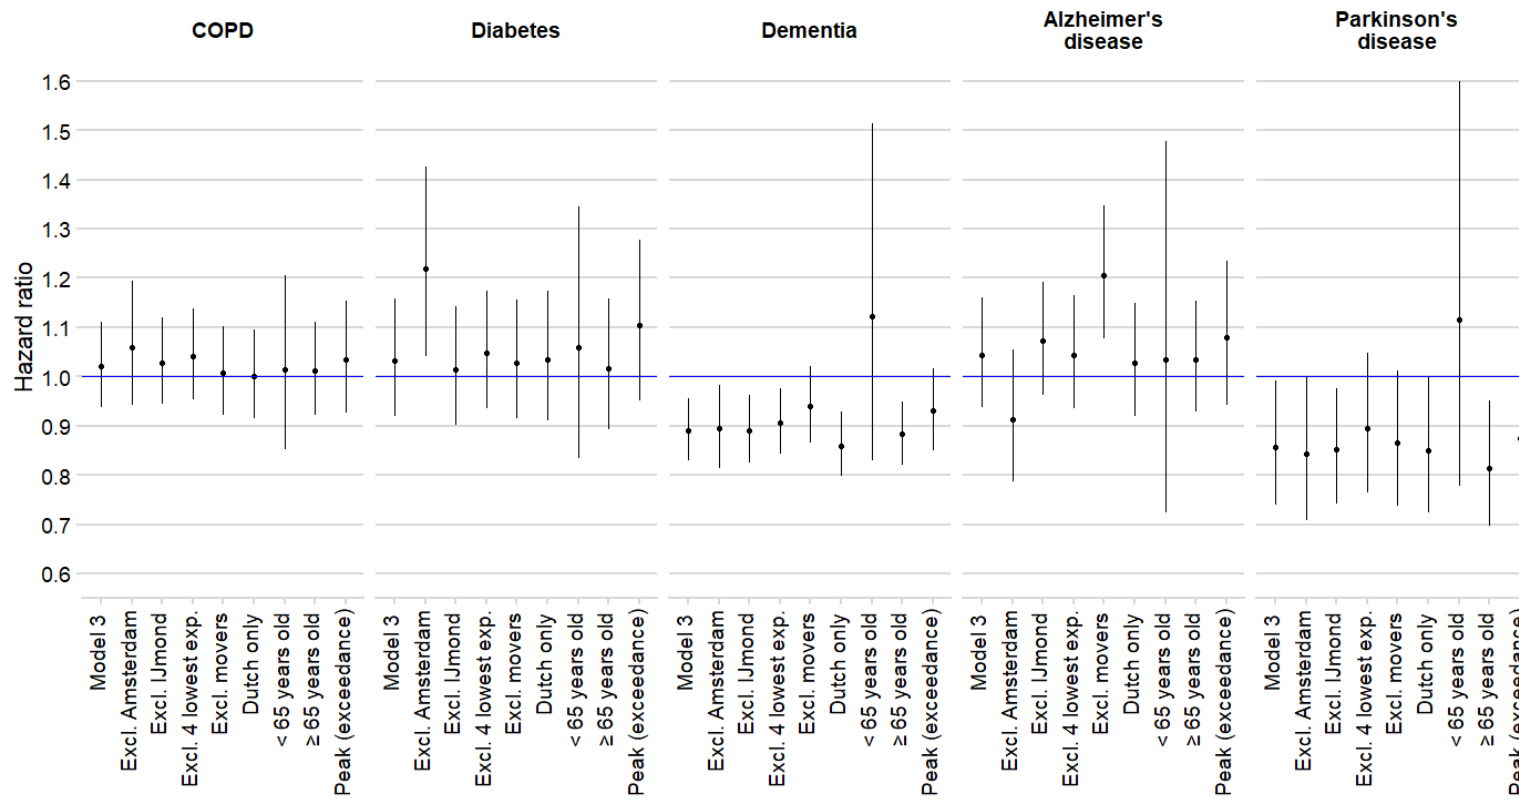 COPD
Diabetes
Dementia
Alzheimer's
disease
Parkinson's
disease
Hazard ratio
1.6
1.5
1.4
1.3
1.2
1.1
1.0
0.9
0.8
0.7
0.6
Model 3
Excl. Amsterdam
Excl. IJmond
Excl. 4 lowest exp.
Excl. movers
Dutch only
< 65 years old
≥ 65 years old
Peak (exceedance)
Model 3
Excl. Amsterdam
Excl. IJmond
Excl. 4 lowest exp.
Excl. movers
Dutch only
< 65 years old
≥ 65 years old
Peak (exceedance)
Model 3
Excl. Amsterdam
Excl. IJmond
Excl. 4 lowest exp.
Excl. movers
Dutch only
< 65 years old
≥ 65 years old
Peak (exceedance)
Model 3
Excl. Amsterdam
Excl. IJmond
Excl. 4 lowest exp.
Excl. movers
Dutch only
< 65 years old
≥ 65 years old
Peak (exceedance)
Model 3
Excl. Amsterdam
Excl. IJmond
Excl. 4 lowest exp.
Excl. movers
Dutch only
< 65 years old
≥ 65 years old
Peak (exceedance)